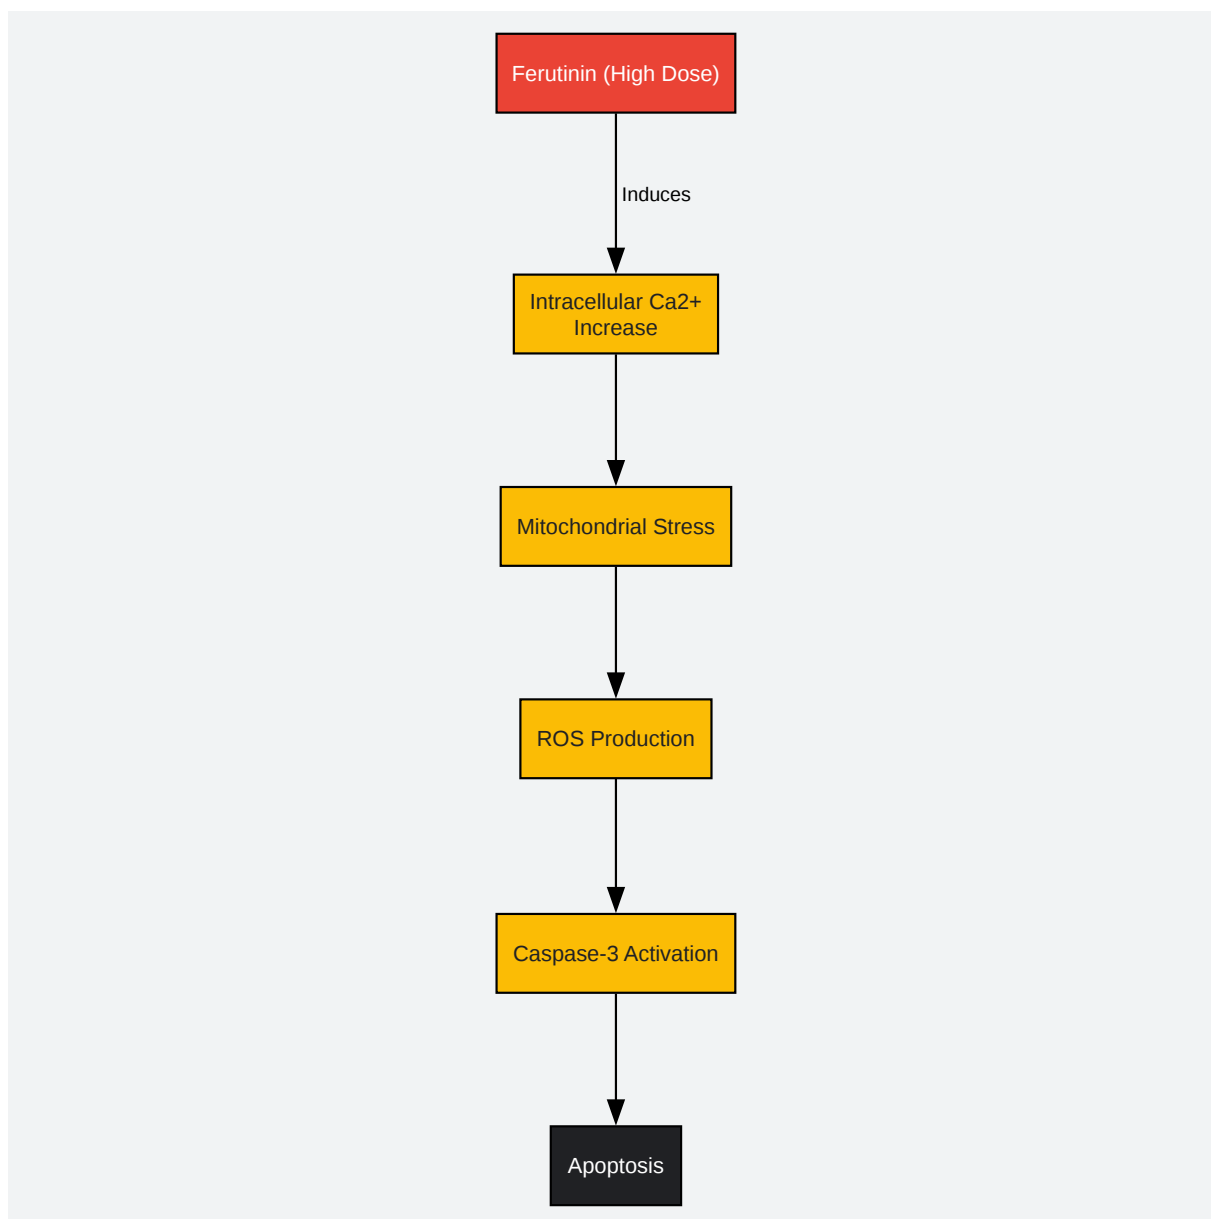 Ferutinin (High Dose)
Induces
Intracellular Ca2+
Increase
Mitochondrial Stress
ROS Production
Caspase-3 Activation
Apoptosis